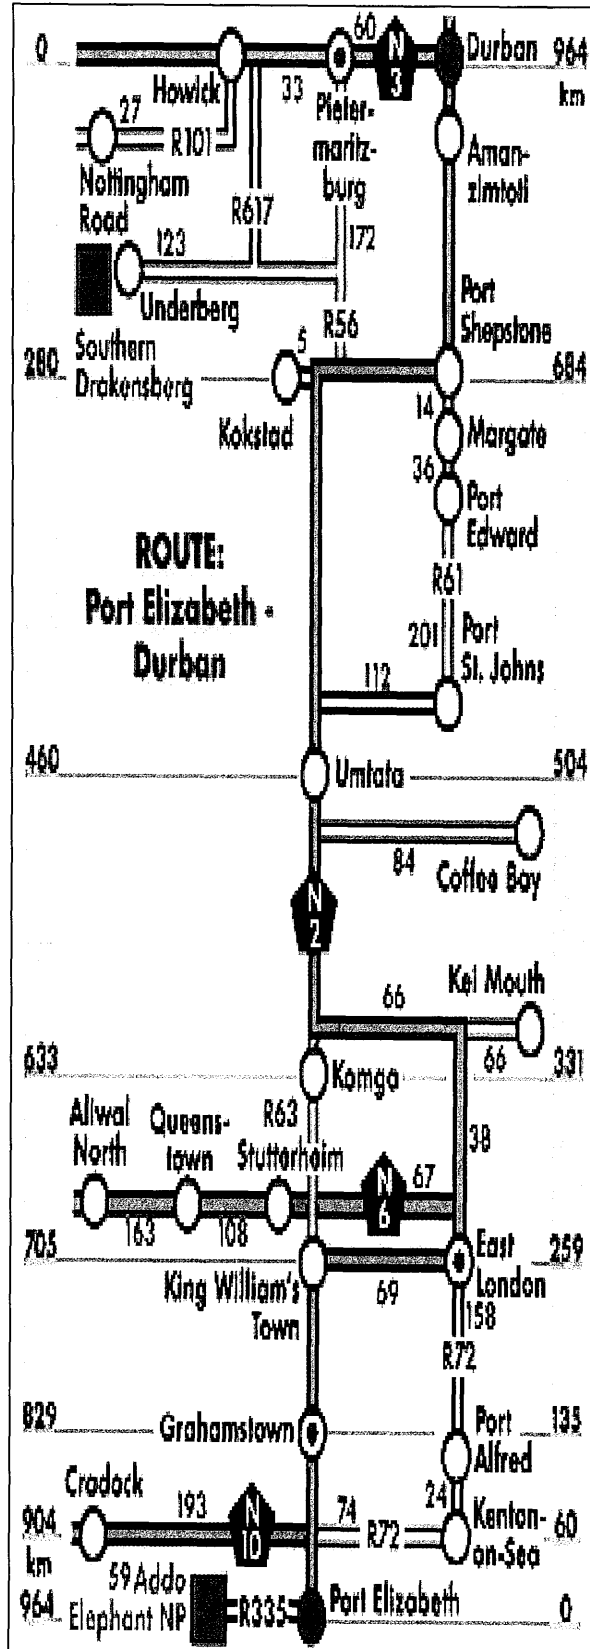 60
0
N
3
Durban
964
km
Howick
33
Pieter-
maritz-
burg
27
R101
Aman-
zimtoti
Nottingham
Road
R617
172
123
Underberg
Port
Shepstone
R56
5
Southern
Drakensberg
280
684
14
Kokstad
Margate
36
Port
Edward
ROUTE:
Port Elizabeth -
Durban
R61
201
Port
St. Johns
112
460
Umtata
504
84
Coffee Bay
N
2
66
Kei Mouth
633
Komga
66
331
Aliwal
North
Queens-
town
R63
Stutterheim
38
N
6
67
163
108
705
East
London
259
King William's
Town
69
158
R72
829
Grahamstown
Port
Alfred
135
Cradock
193
N
10
74
R72
24
Kenton-
on-Sea
904
km
60
59 Addo
Elephant NP
R335
Port Elizabeth
964
0